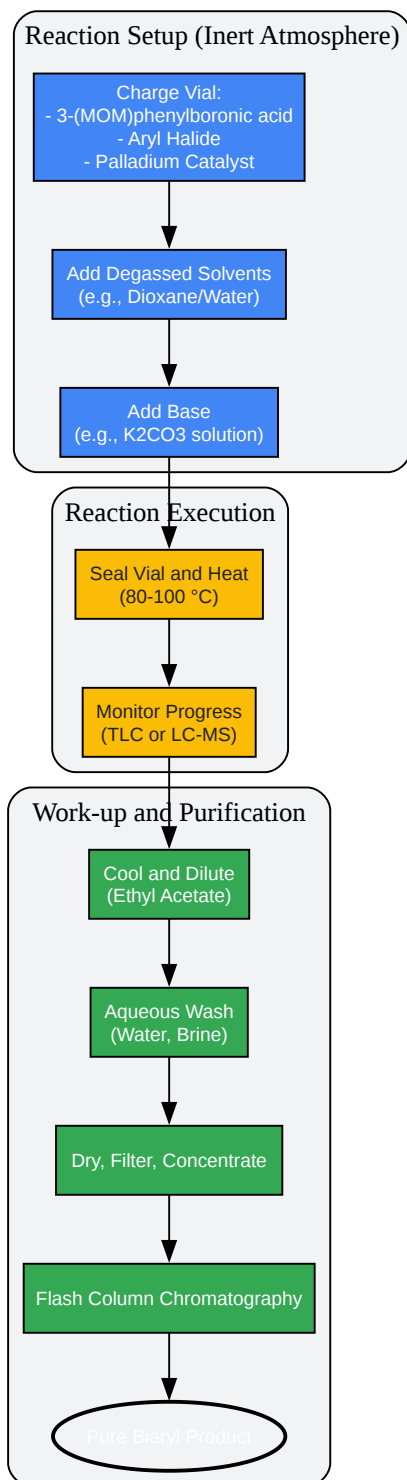 Reaction Setup (Inert Atmosphere)
Charge Vial:
- 3-(MOM)phenylboronic acid
- Aryl Halide
- Palladium Catalyst
Add Degassed Solvents
(e.g., Dioxane/Water)
Add Base
(e.g., K2CO3 solution)
Reaction Execution
Seal Vial and Heat
(80-100 °C)
Monitor Progress
(TLC or LC-MS)
Work-up and Purification
Cool and Dilute
(Ethyl Acetate)
Aqueous Wash
(Water, Brine)
Dry, Filter, Concentrate
Flash Column Chromatography
Pure Biaryl Product